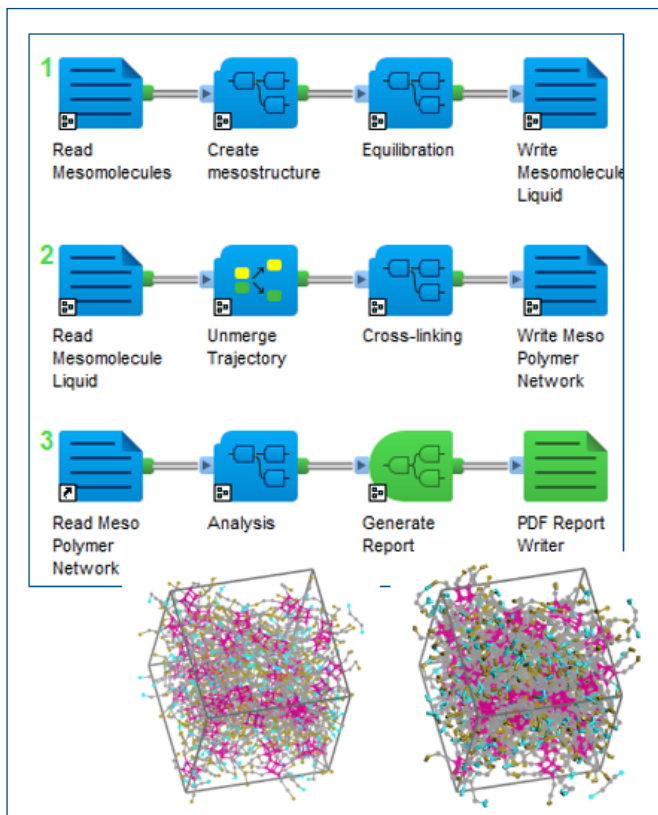 1
Read
Mesomolecules
Create
mesostructure
Equilibration
Write
Mesomolecule
Liquid
2
Read
Mesomolecule
Liquid
Unmerge
Trajectory
Cross-linking
Write Meso
Polymer
Network
3
Read Meso
Polymer
Network
Analysis
Generate
Report
PDF Report
Writer